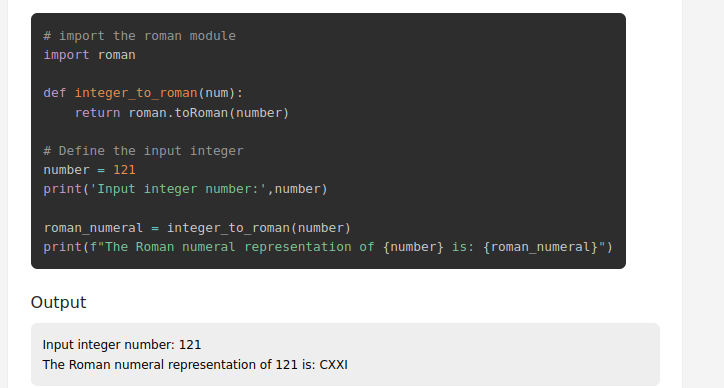 # import the roman module
import roman
def integer_to_roman(num):
    return roman.toRoman(number)
# Define the input integer
number = 121
print('Input integer number:',number)
roman_numeral = integer_to_roman(number)
print(f"The Roman numeral representation of {number} is: {roman_numeral}")
Output
Input integer number: 121
The Roman numeral representation of 121 is: CXXI